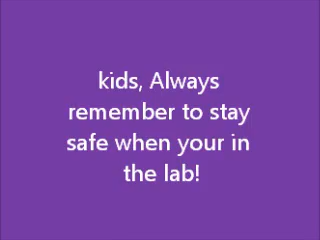 kids, Always
remember to stay
safe when your in
the lab!